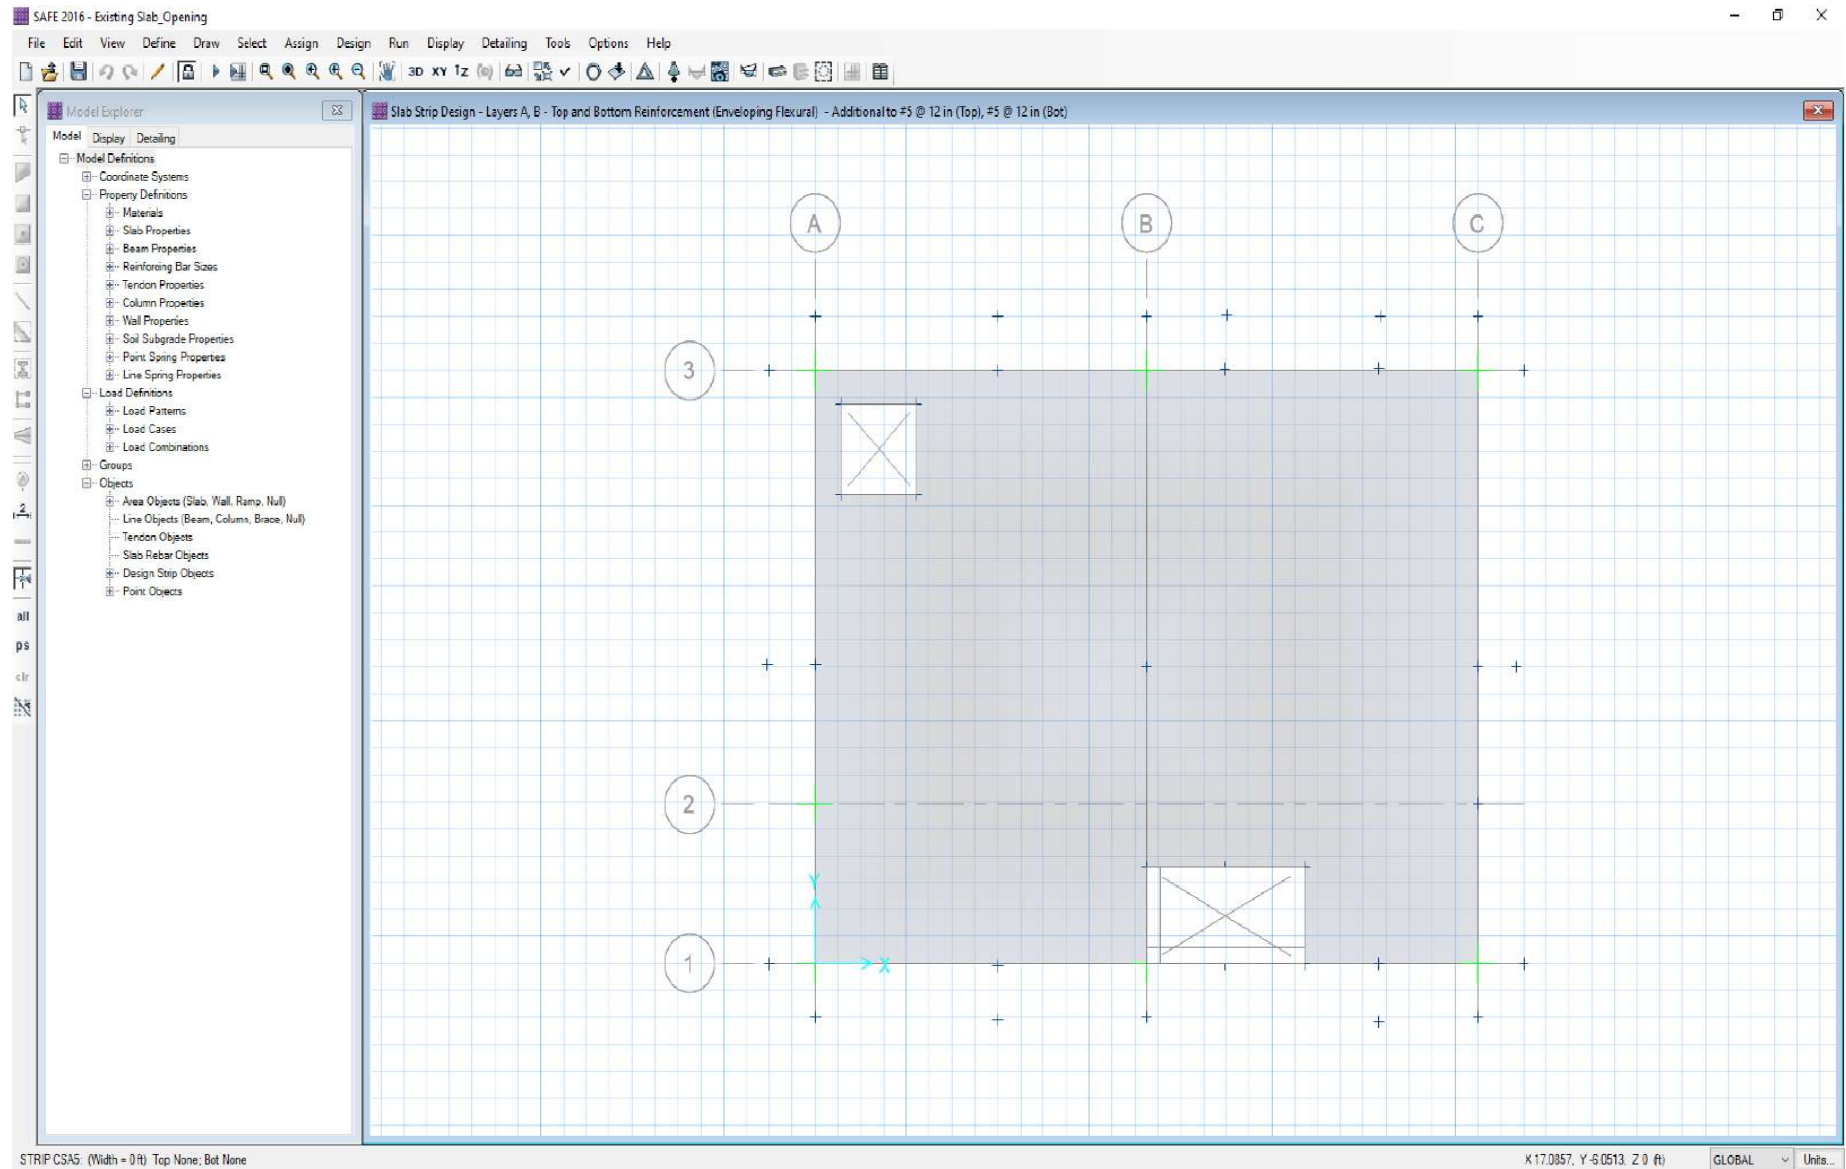 SAFE 2016 - Existing Slab_Opening
File Edit View Define Draw Select Assign Design Run Display Detailing Tools Options Help
3D XY
Model Explorer
Model Display Detailing
Model Definitions
Coordinate Systems
Property Definitions
Materials
Slab Properties
Beam Properties
Reinforcing Bar Sizes
Tendon Properties
Column Properties
Wall Properties
Soil Subgrade Properties
Point Spring Properties
Line Spring Properties
Load Definitions
Load Patterns
Load Cases
Load Combinations
Groups
Objects
Area Objects (Slab, Wall, Ramp, Null)
Line Objects (Beam, Column, Brace, Null)
Tendon Objects
Slab Rebar Objects
Design Strip Objects
Point Objects
all
ps
clr
Slab Strip Design - Layers A, B - Top and Bottom Reinforcement (Enveloping Flexural) - Additional to #5 @ 12 in (Top), #5 @ 12 in (Bot)
A B C
3
2
Y
1
X
STRIP CSA5: (Width = 0 ft) Top None; Bot None
X 17.0857, Y -6.0513, Z 0 (ft)
GLOBAL
Units...